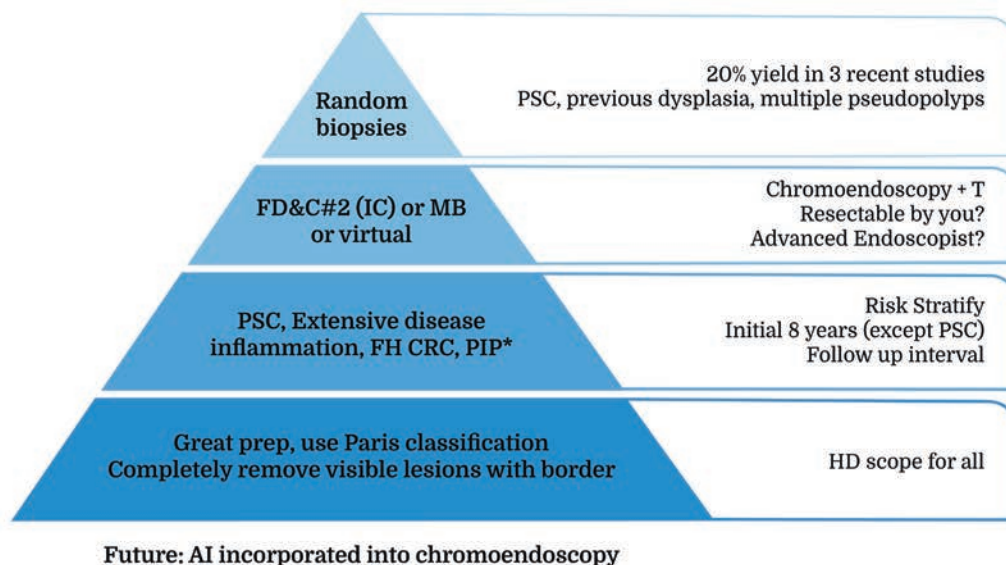 Random
biopsies
20% yield in 3 recent studies
PSC, previous dysplasia, multiple pseudopolyps
FD&C#2 (IC) or MB
or virtual
Chromoendoscopy + T
Resectable by you?
Advanced Endoscopist?
PSC, Extensive disease
inflammation, FH CRC, PIP*
Risk Stratify
Initial 8 years (except PSC)
Follow up interval
Great prep, use Paris classification
Completely remove visible lesions with border
HD scope for all
Future: AI incorporated into chromoendoscopy